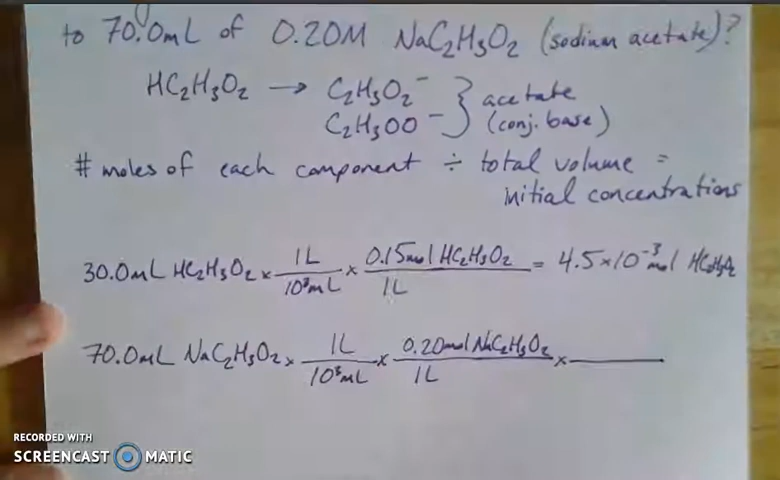 to 70.0mL of 0.20M NaC₂H₃O₂ (sodium acetate)?
HC₂H₃O₂ → C₂H₃O₂⁻ } acetate
C₂H₃OO⁻ (conj. base)
# moles of each component ÷ total volume =
initial concentrations
30.0mL HC₂H₃O₂ × 1L / 10³mL × 0.15mol HC₂H₃O₂ / 1L = 4.5×10⁻³ mol HC₂H₃O₂
70.0mL NaC₂H₃O₂ × 1L / 10³mL × 0.20mol NaC₂H₃O₂ / 1L ×
RECORDED WITH
SCREENCAST MATIC